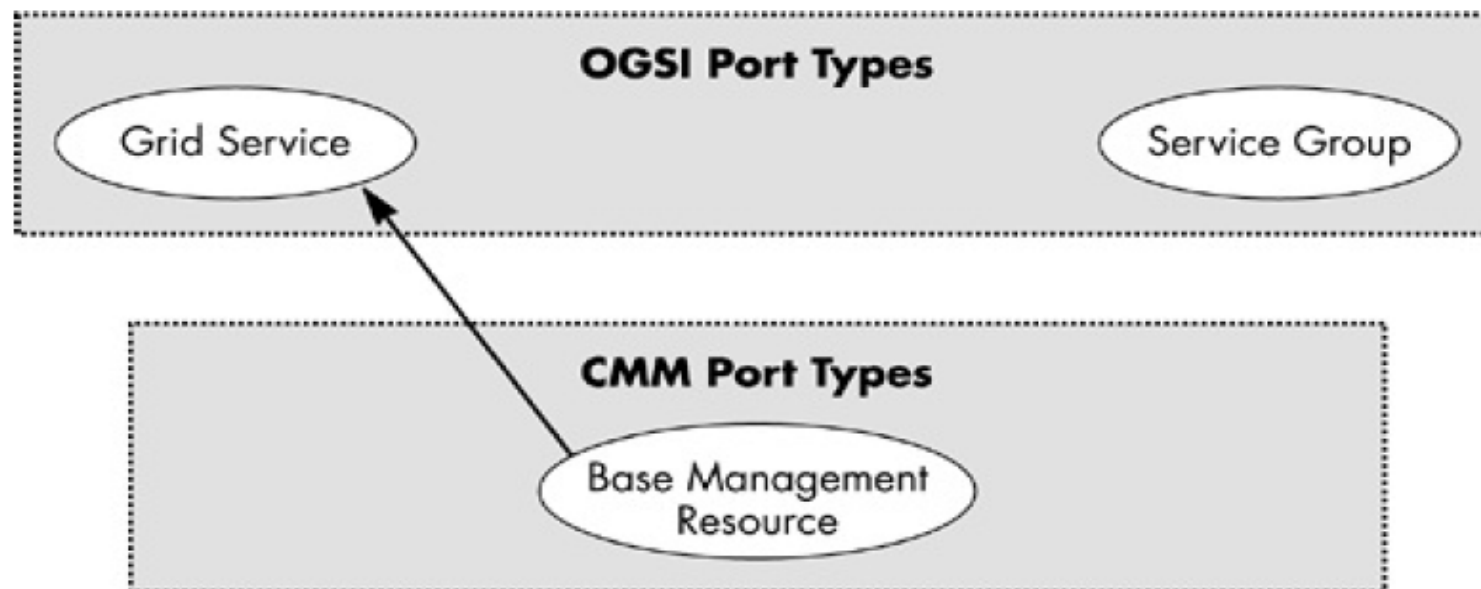 OGSI Port Types
Grid Service
Service Group
CMM Port Types
Base Management
Resource